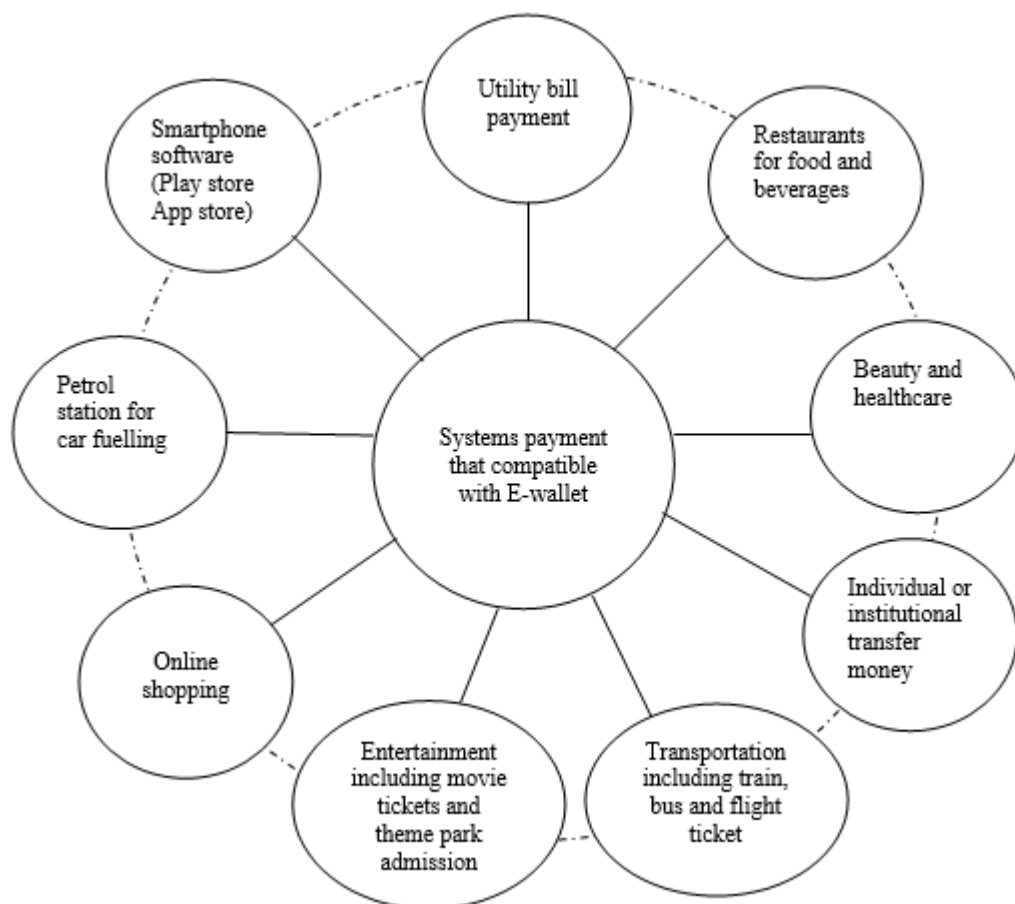 Utility bill
payment
Restaurants
for food and
beverages
Beauty and
healthcare
Individual or
institutional
transfer
money
Transportation
including train,
bus and flight
ticket
Entertainment
including movie
tickets and
theme park
admission
Online
shopping
Petrol
station for
car fuelling
Smartphone
software
(Play store
App store)
Systems payment
that compatible
with E-wallet